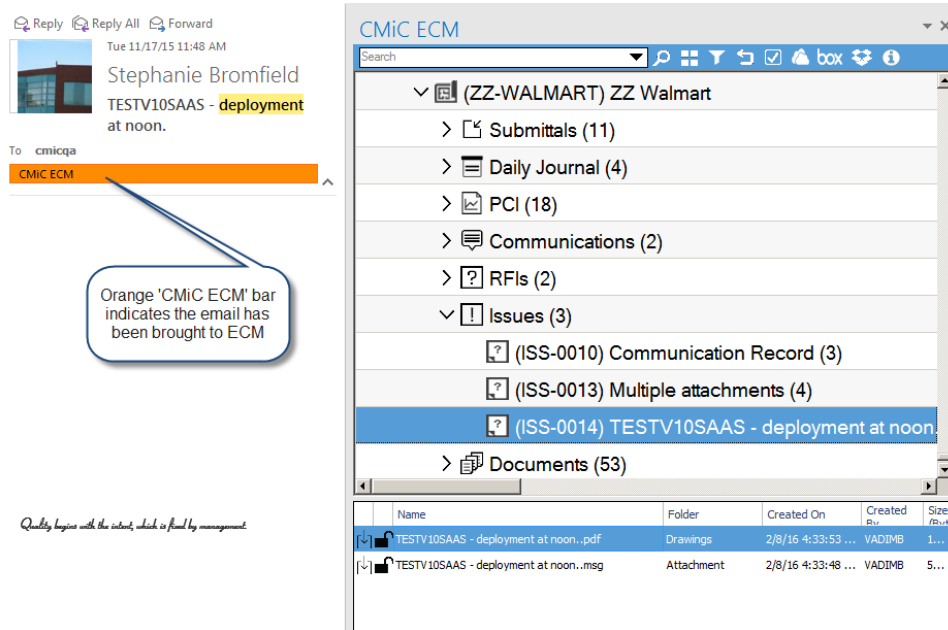 Reply Reply All Forward
Tue 11/17/15 11:48 AM
Stephanie Bromfield
TESTV10SAAS - deployment
at noon.
To cmicqa
CMiC ECM
Orange 'CMiC ECM' bar
indicates the email has
been brought to ECM
Quality begins with the intent, which is fixed by management.
CMiC ECM
Search
box
(ZZ-WALMART) ZZ Walmart
Submittals (11)
Daily Journal (4)
PCI (18)
Communications (2)
RFIs (2)
Issues (3)
(ISS-0010) Communication Record (3)
(ISS-0013) Multiple attachments (4)
(ISS-0014) TESTV10SAAS - deployment at noon.
Documents (53)
Name Folder Created On Created By Size
TESTV10SAAS - deployment at noon..pdf Drawings 2/8/16 4:33:53 ... VADIMB 1...
TESTV10SAAS - deployment at noon..msg Attachment 2/8/16 4:33:48 ... VADIMB 5...